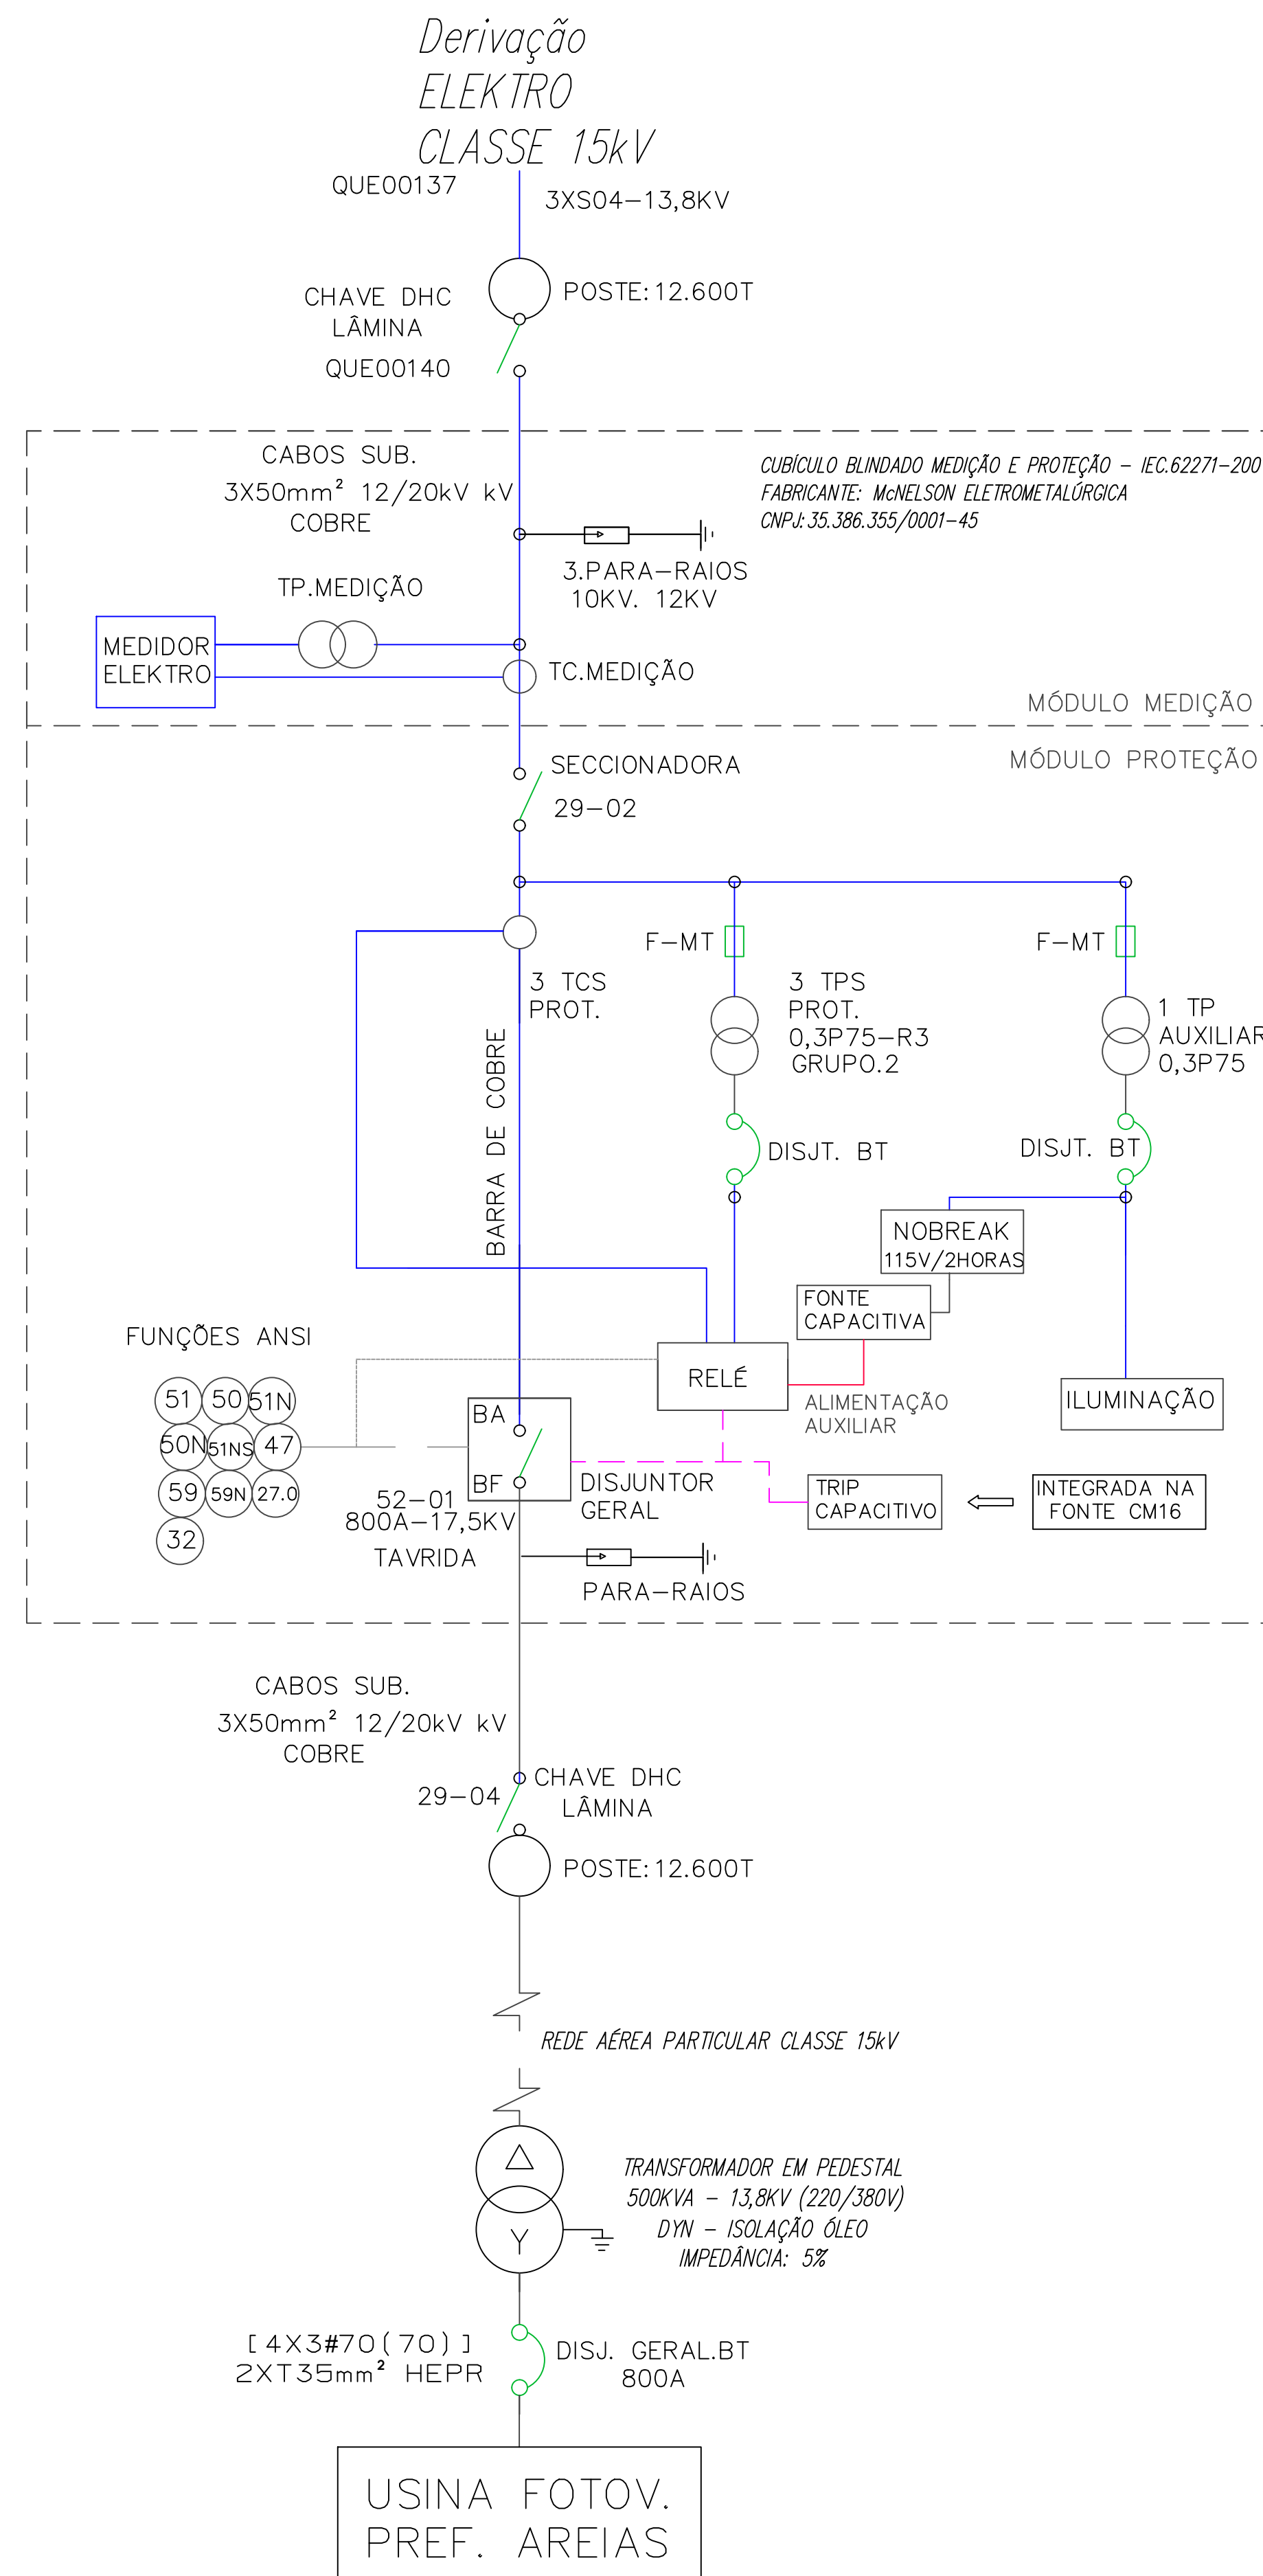 Derivação
ELEKTRO
CLASSE 15kV
QUE00137
3XS04-13,8KV
POSTE:12.600T
CHAVE DHC
LÂMINA
QUE00140
CABOS SUB.
3X50mm² 12/20kV kV
COBRE
CUBÍCULO BLINDADO MEDIÇÃO E PROTEÇÃO - IEC.62271-200
FABRICANTE: McNELSON ELETROMETALÚRGICA
CNPJ:35.386.355/0001-45
3.PARA-RAIOS
10KV. 12KV
TP.MEDIÇÃO
MEDIDOR
ELEKTRO
TC.MEDIÇÃO
MÓDULO MEDIÇÃO
MÓDULO PROTEÇÃO
SECCIONADORA
29-02
F-MT
F-MT
3 TCS
PROT.
3 TPS
PROT.
0,3P75-R3
GRUPO.2
1 TP
AUXILIAR
0,3P75
BARRA DE COBRE
DISJT. BT
DISJT. BT
NOBREAK
115V/2HORAS
FONTE
CAPACITIVA
FUNÇÕES ANSI
RELÉ
ALIMENTAÇÃO
AUXILIAR
ILUMINAÇÃO
51 50 51N
50N 51NS 47
59 59N 27.0
32
BA
BF
52-01
800A-17,5KV
TAVRIDA
DISJUNTOR
GERAL
TRIP
CAPACITIVO
INTEGRADA NA
FONTE CM16
PARA-RAIOS
CABOS SUB.
3X50mm² 12/20kV kV
COBRE
29-04
CHAVE DHC
LÂMINA
POSTE:12.600T
REDE AÉREA PARTICULAR CLASSE 15kV
TRANSFORMADOR EM PEDESTAL
500KVA - 13,8KV (220/380V)
DYN - ISOLAÇÃO ÓLEO
IMPEDÂNCIA: 5%
Y
[4X3#70(70)]
2XT35mm² HEPR
DISJ. GERAL.BT
800A
USINA FOTOV.
PREF. AREIAS